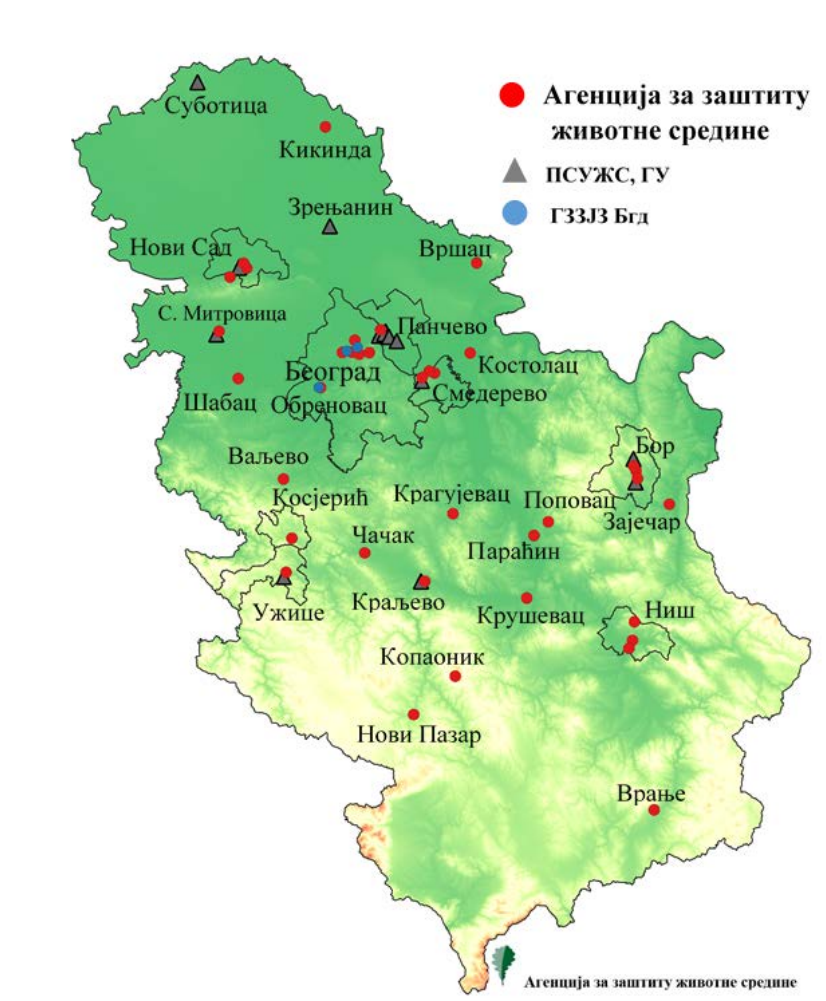 Суботица
Агенција за заштиту
животне средине
Кикинда
ПСУЖС, ГУ
Зрењанин
ГЗЗЈЗ Бгд
Нови Сад
Вршац
С. Митровица
Панчево
Костолац
Београд
Смедерево
Шабац
Обреновац
Бор
Ваљево
Косјерић
Крагујевац
Поповац
Зајечар
Чачак
Параћин
Ужице
Краљево
Крушевац
Ниш
Копаоник
Нови Пазар
Врање
Агенција за заштиту животне средине